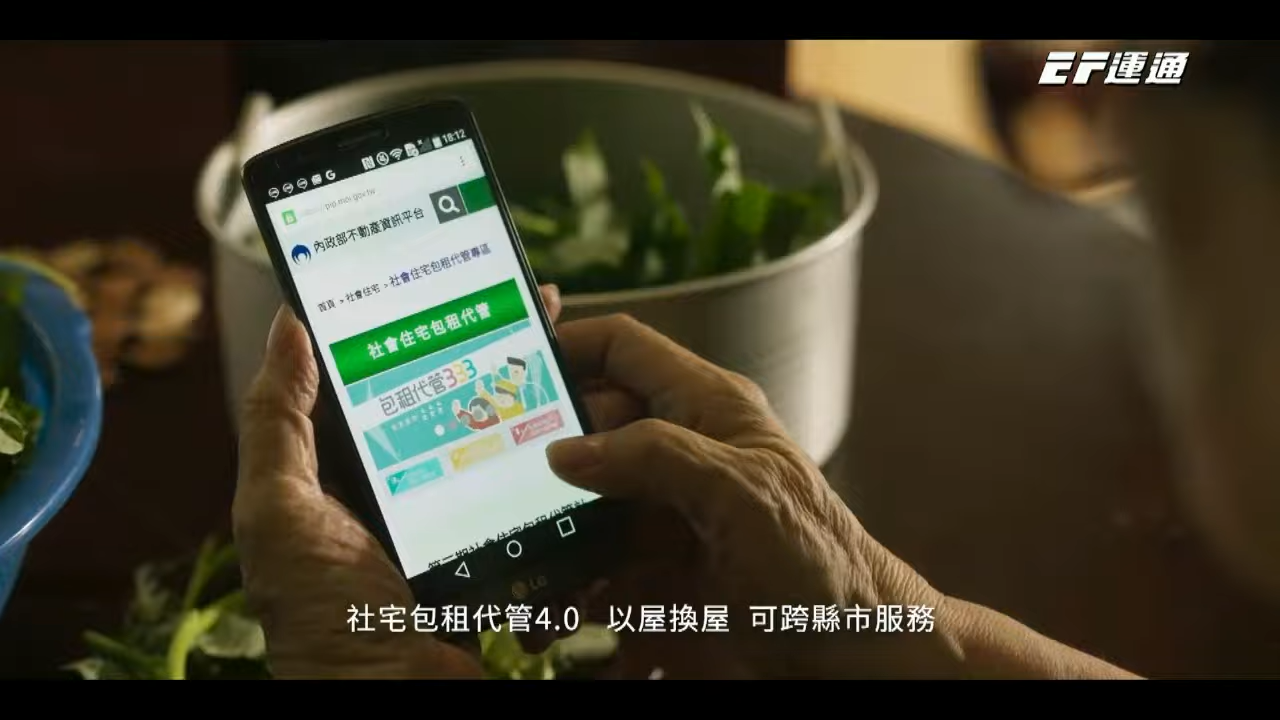 EF運通
18:12
pip.moi.gov.tw
內政部不動產資訊平台
首頁 > 社會住宅 > 社會住宅包租代管專區
社會住宅包租代管
包租代管333
LG
社宅包租代管4.0 以屋換屋 可跨縣市服務